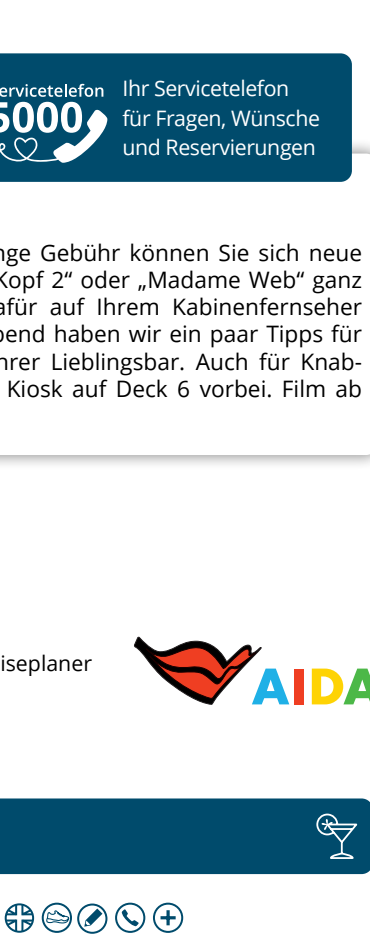 ervicetelefon
5000
Ihr Servicetelefon
für Fragen, Wünsche
und Reservierungen
nge Gebühr können Sie sich neue
Kopf 2“ oder „Madame Web“ ganz
afür auf Ihrem Kabinenfernseher
bend haben wir ein paar Tipps für
hrer Lieblingsbar. Auch für Knab-
Kiosk auf Deck 6 vorbei. Film ab
iseplaner
AIDA